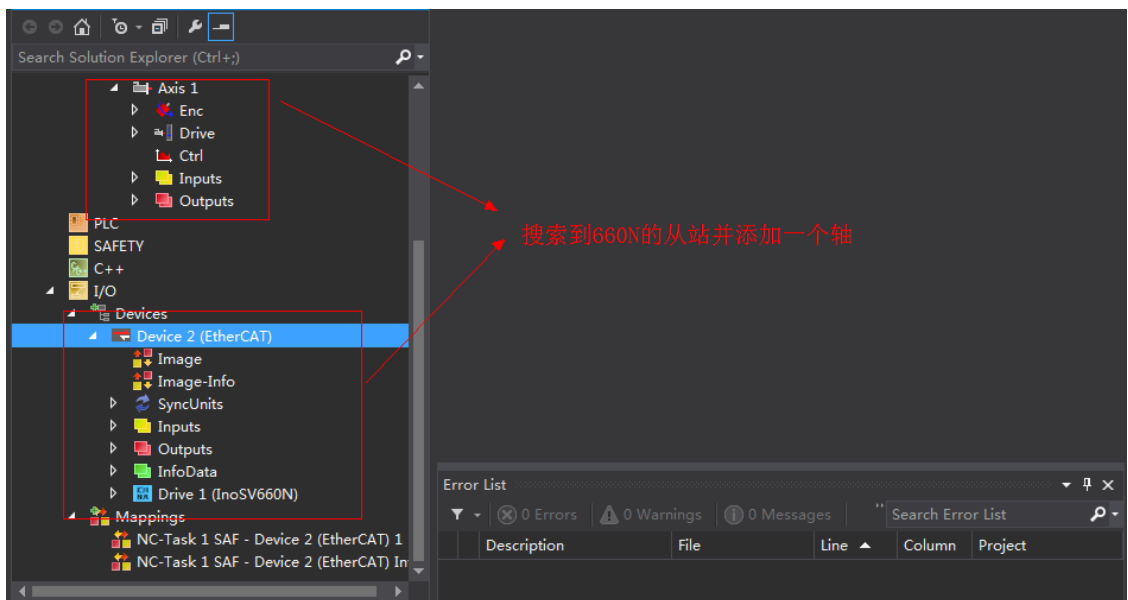 Search Solution Explorer (Ctrl+;)
Axis 1
Enc
Drive
Ctrl
Inputs
Outputs
PLC
SAFETY
C++
I/O
Devices
Device 2 (EtherCAT)
Image
Image-Info
SyncUnits
Inputs
Outputs
InfoData
Drive 1 (InoSV660N)
Mappings
NC-Task 1 SAF - Device 2 (EtherCAT) 1
NC-Task 1 SAF - Device 2 (EtherCAT) In
搜索到660N的从站并添加一个轴
Error List
0 Errors 0 Warnings 0 Messages " Search Error List
Description File Line Column Project